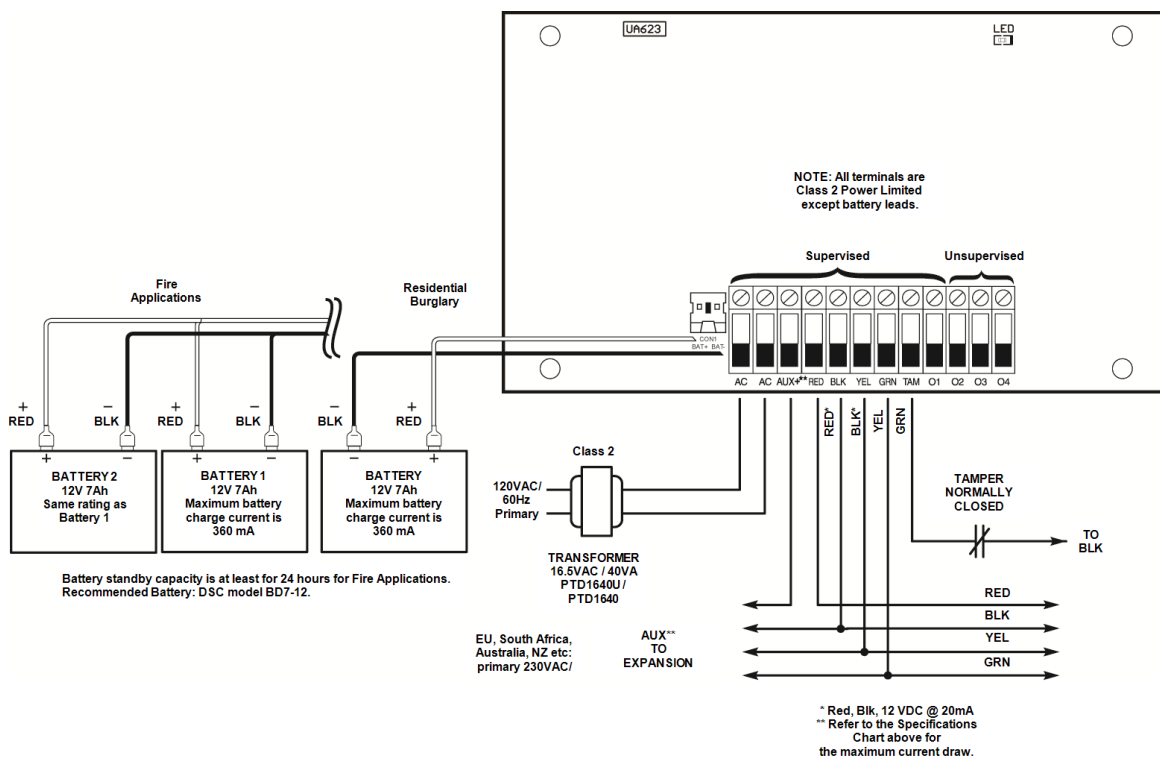 UA623
LED
NOTE: All terminals are
Class 2 Power Limited
except battery leads.
Supervised
Unsupervised
Fire
Applications
Residential
Burglary
CON1
BAT+ BAT-
AC AC AUX+** RED BLK YEL GRN TAM O1 O2 O3 O4
+ RED
- BLK
+ RED
- BLK
- BLK
+ RED
RED*
BLK*
YEL
GRN
+ -
BATTERY 2
12V 7Ah
Same rating as
Battery 1
+ -
BATTERY 1
12V 7Ah
Maximum battery
charge current is
360 mA
- +
BATTERY
12V 7Ah
Maximum battery
charge current is
360 mA
Class 2
120VAC/
60Hz
Primary
TRANSFORMER
16.5VAC / 40VA
PTD1640U /
PTD1640
TAMPER
NORMALLY
CLOSED
TO
BLK
Battery standby capacity is at least for 24 hours for Fire Applications.
Recommended Battery: DSC model BD7-12.
EU, South Africa,
Australia, NZ etc:
primary 230VAC/
AUX**
TO
EXPANSION
RED
BLK
YEL
GRN
* Red, Blk, 12 VDC @ 20mA
** Refer to the Specifications
Chart above for
the maximum current draw.